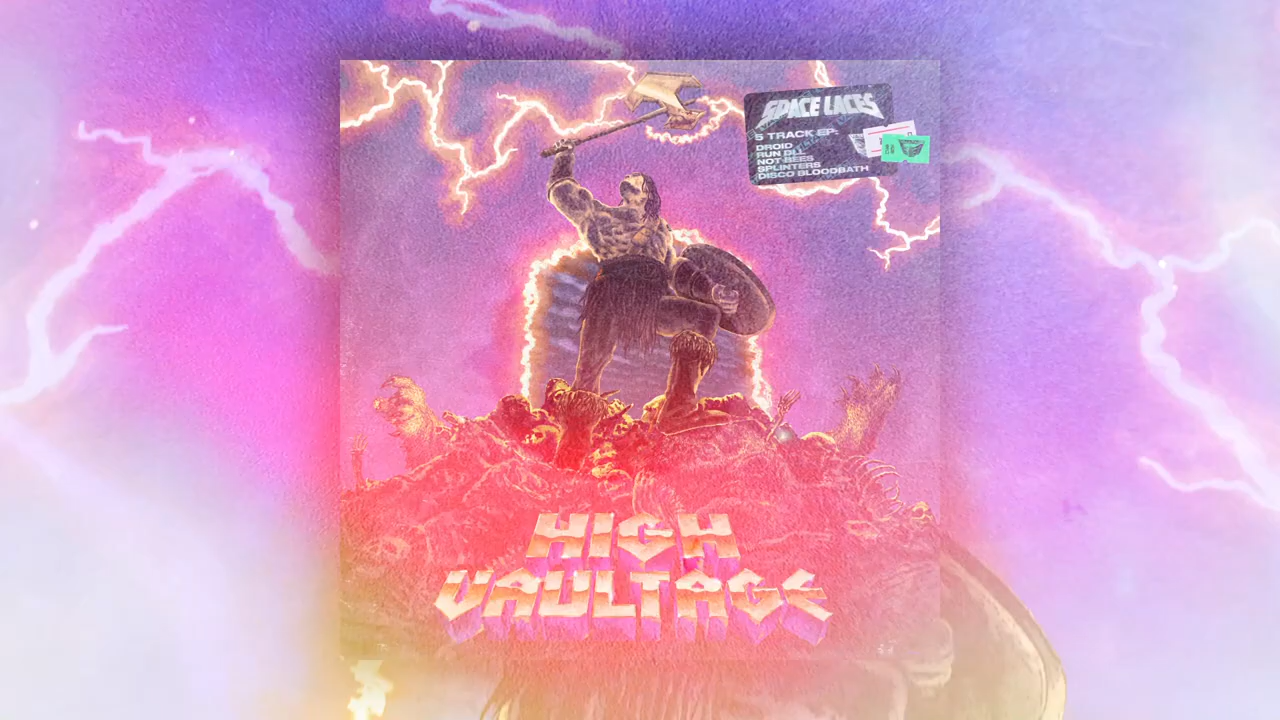 SPACE LACES
5 TRACK EP:
DROID
RUN DLL
NOT BEES
SPLINTERS
DISCO BLOODBATH
HIGH
VAULTAGE